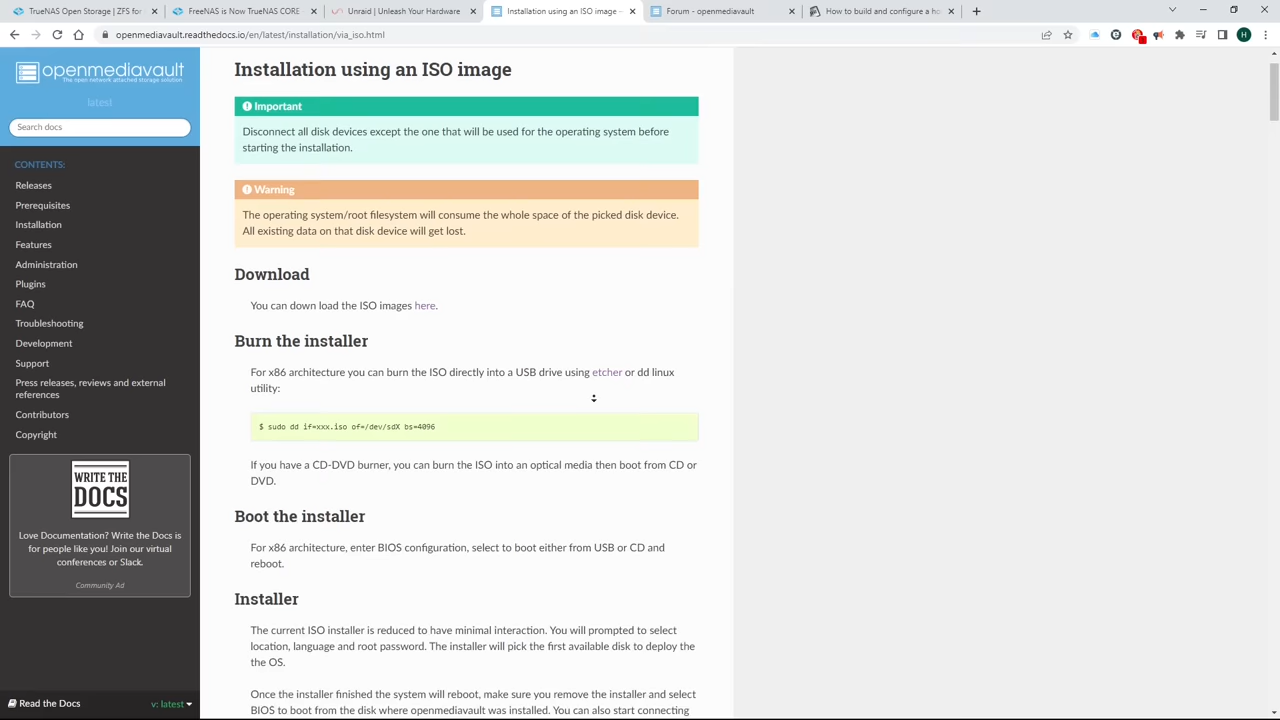 TrueNAS Open Storage | ZFS for
FreeNAS is Now TrueNAS CORE
Unraid | Unleash Your Hardware
Installation using an ISO image —
Forum - openmediavault
How to build and configure a ho
openmediavault.readthedocs.io/en/latest/installation/via_iso.html
H
openmediavault
The open network attached storage solution
latest
Search docs
CONTENTS:
Releases
Prerequisites
Installation
Features
Administration
Plugins
FAQ
Troubleshooting
Development
Support
Press releases, reviews and external
references
Contributors
Copyright
WRITE
THE
DOCS
Love Documentation? Write the Docs is
for people like you! Join our virtual
conferences or Slack.
Community Ad
Read the Docs
v: latest
Installation using an ISO image
Important
Disconnect all disk devices except the one that will be used for the operating system before
starting the installation.
Warning
The operating system/root filesystem will consume the whole space of the picked disk device.
All existing data on that disk device will get lost.
Download
You can down load the ISO images here.
Burn the installer
For x86 architecture you can burn the ISO directly into a USB drive using etcher or dd linux
utility:
$ sudo dd if=xxx.iso of=/dev/sdX bs=4096
If you have a CD-DVD burner, you can burn the ISO into an optical media then boot from CD or
DVD.
Boot the installer
For x86 architecture, enter BIOS configuration, select to boot either from USB or CD and
reboot.
Installer
The current ISO installer is reduced to have minimal interaction. You will prompted to select
location, language and root password. The installer will pick the first available disk to deploy the
the OS.
Once the installer finished the system will reboot, make sure you remove the installer and select
BIOS to boot from the disk where openmediavault was installed. You can also start connecting